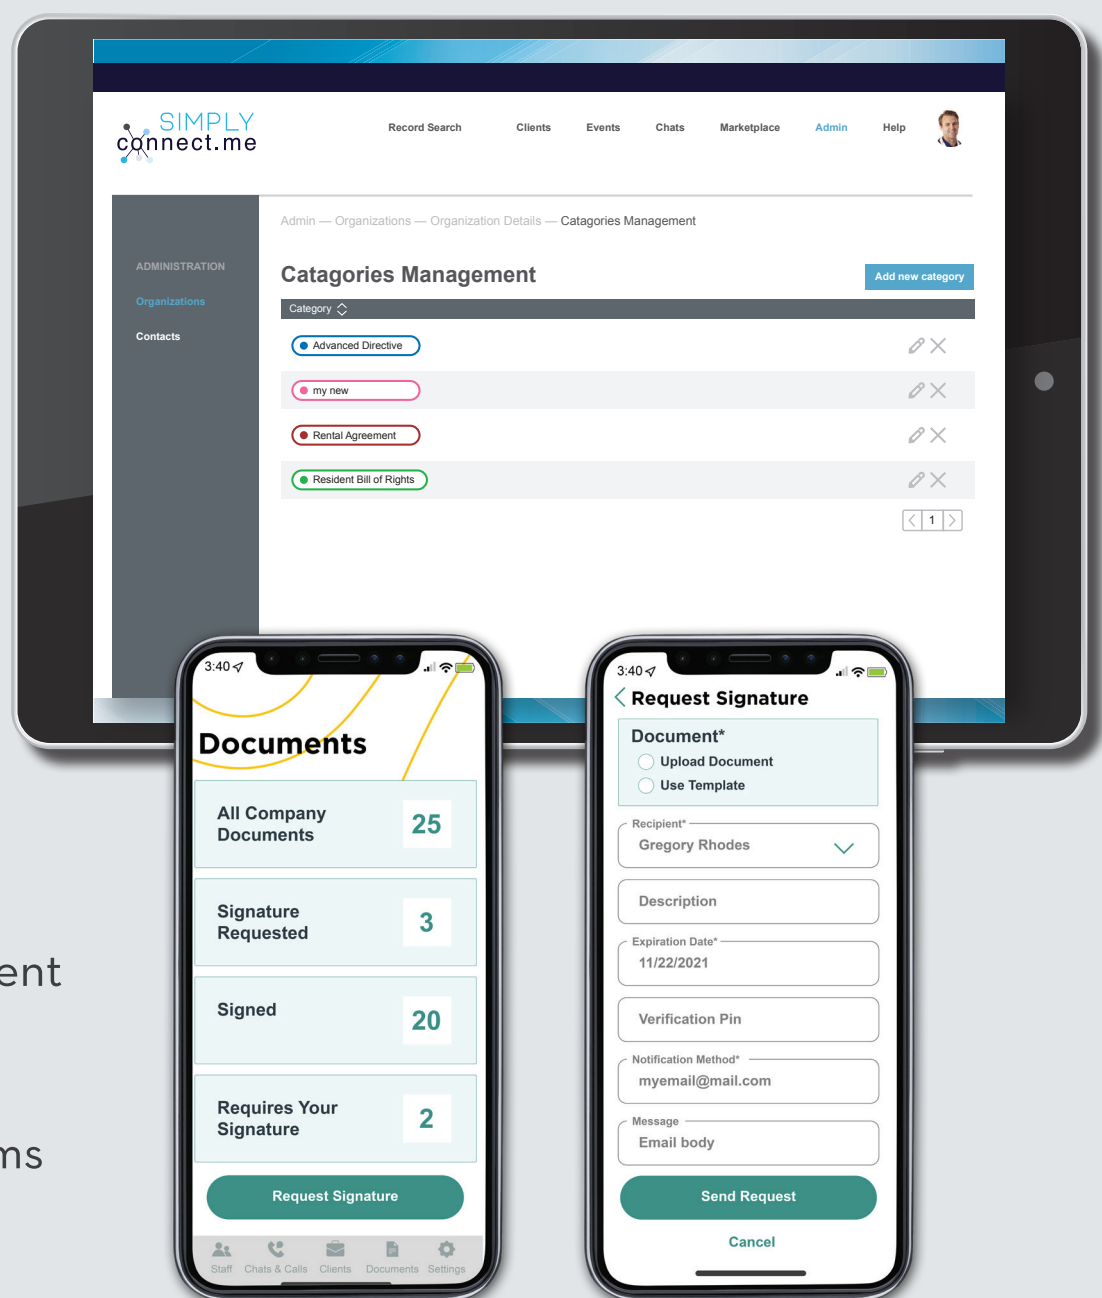 SIMPLY
connect.me
Record Search Clients Events Chats Marketplace Admin Help
Admin — Organizations — Organization Details — Catagories Management
ADMINISTRATION
Organizations
Contacts
Catagories Management
Add new category
Category
Advanced Directive
my new
Rental Agreement
Resident Bill of Rights
1
ent
ms
3:40
Documents
All Company
Documents
25
Signature
Requested
3
Signed
20
Requires Your
Signature
2
Request Signature
Staff Chats & Calls Clients Documents Settings
3:40
Request Signature
Document*
Upload Document
Use Template
Recipient*
Gregory Rhodes
Description
Expiration Date*
11/22/2021
Verification Pin
Notification Method*
myemail@mail.com
Message
Email body
Send Request
Cancel